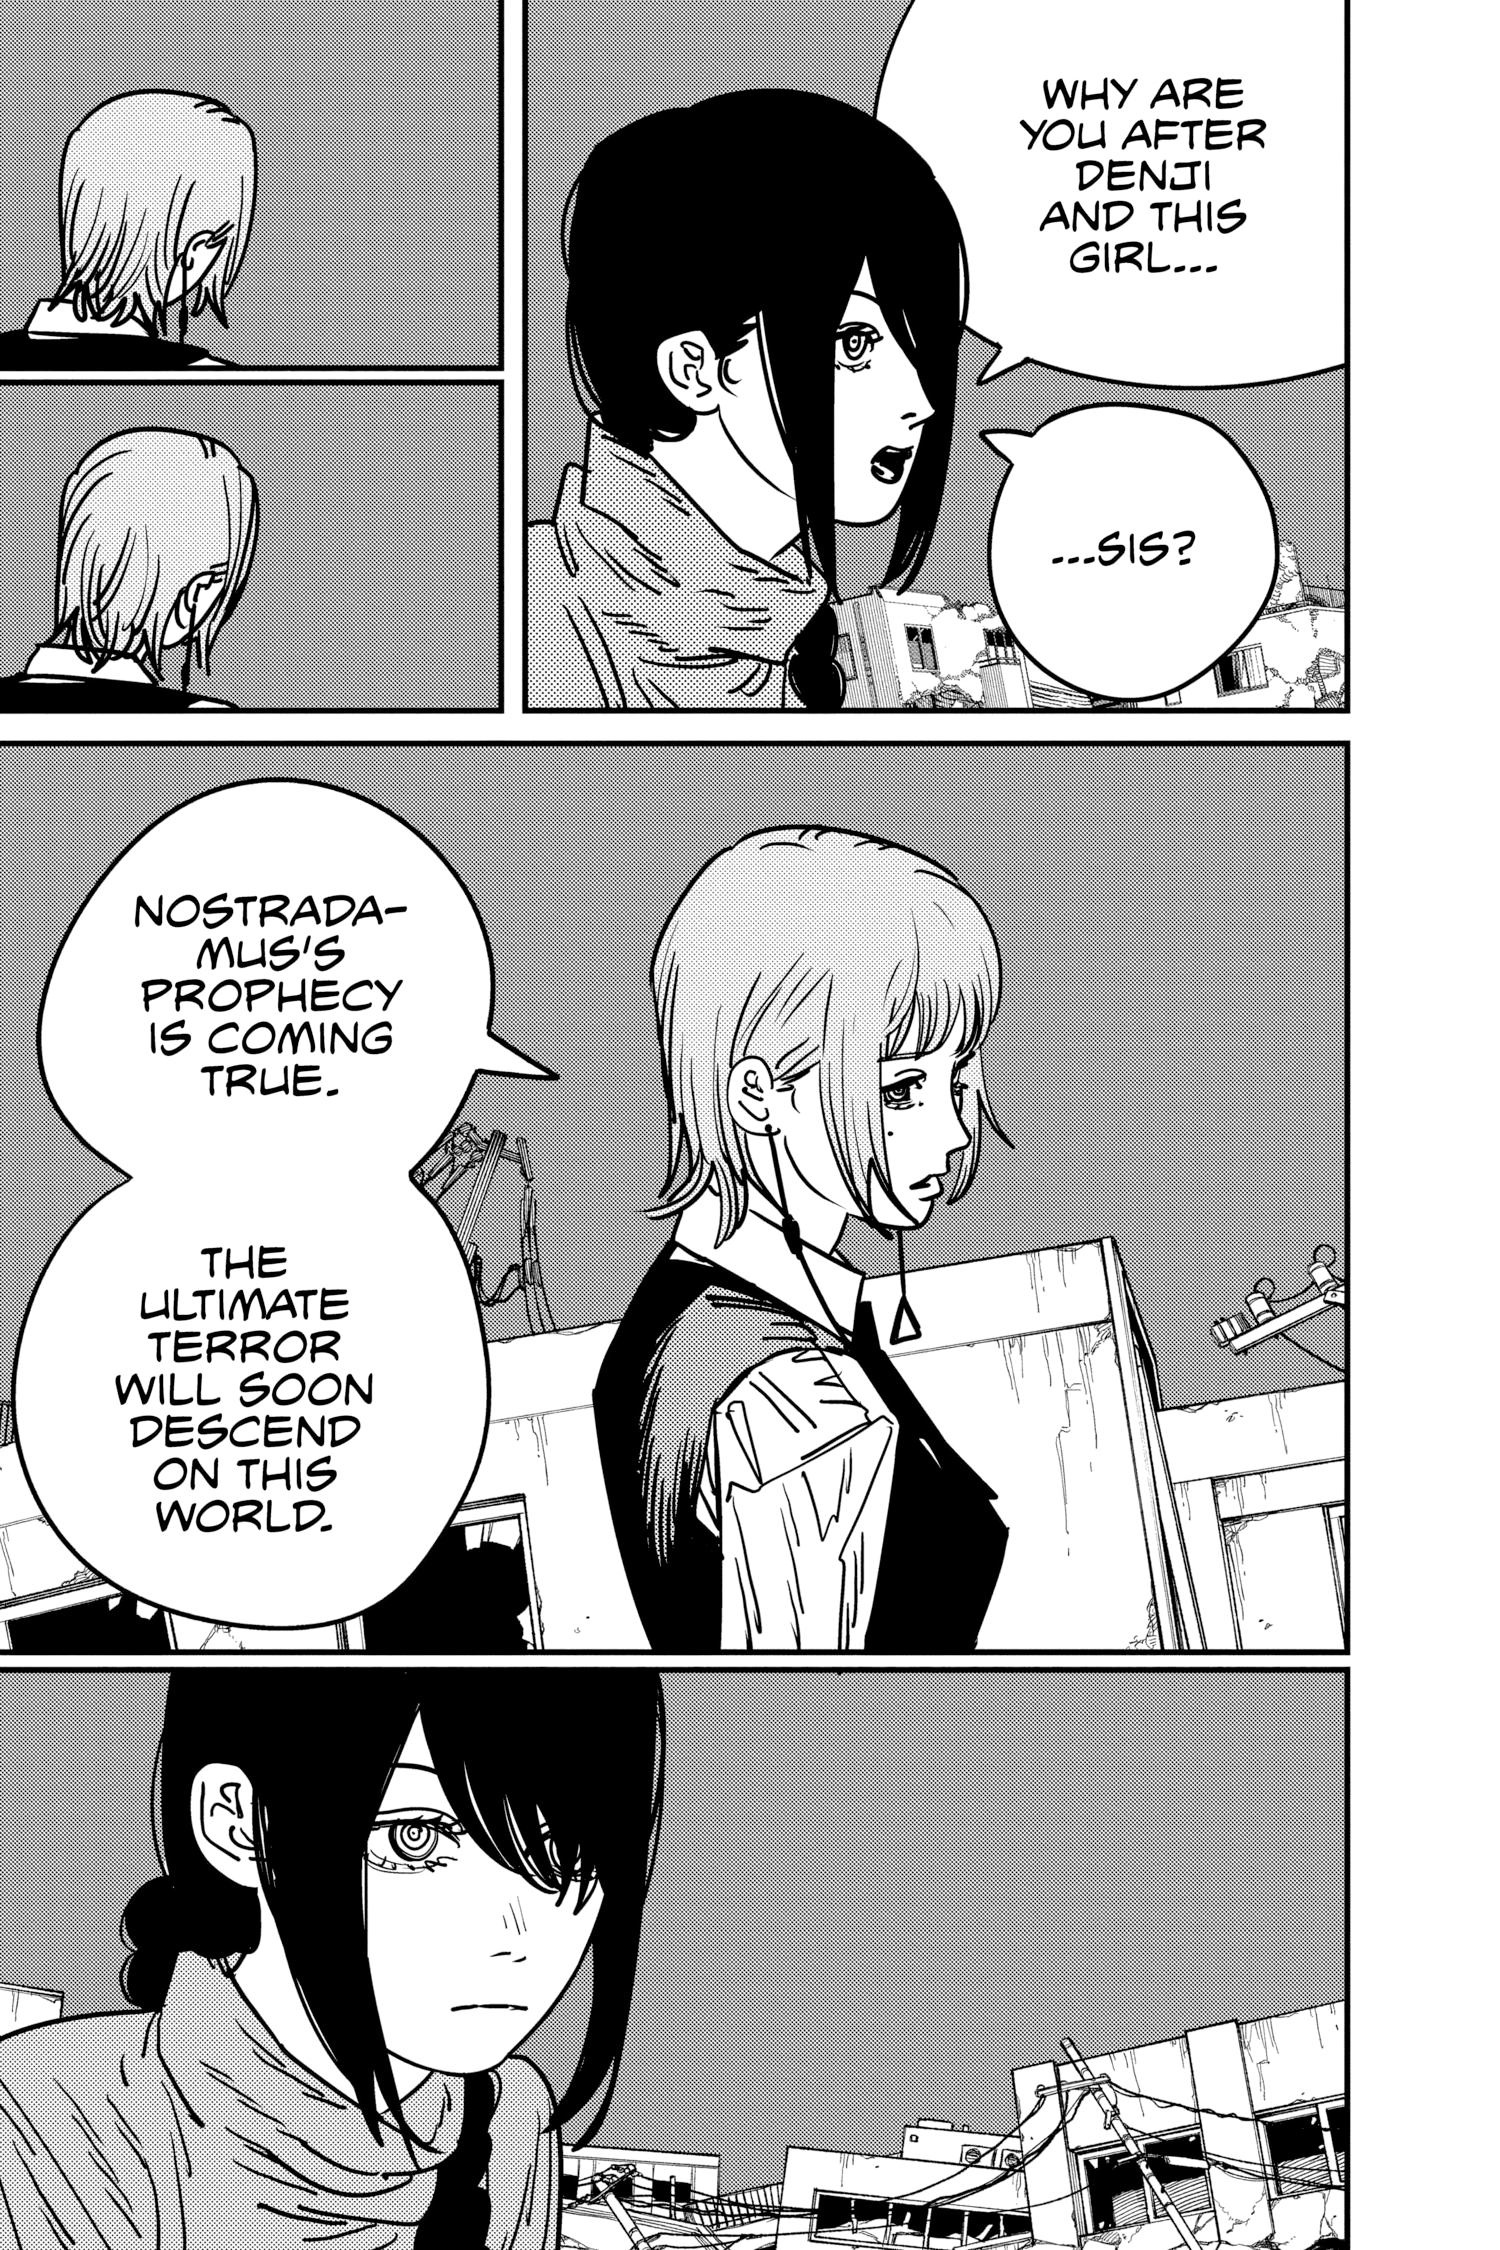 WHY ARE
YOU AFTER
DENJI
AND THIS
GIRL...
...SIS?
NOSTRADA-
MUS'S
PROPHECY
IS COMING
TRUE.
THE
ULTIMATE
TERROR
WILL SOON
DESCEND
ON THIS
WORLD.